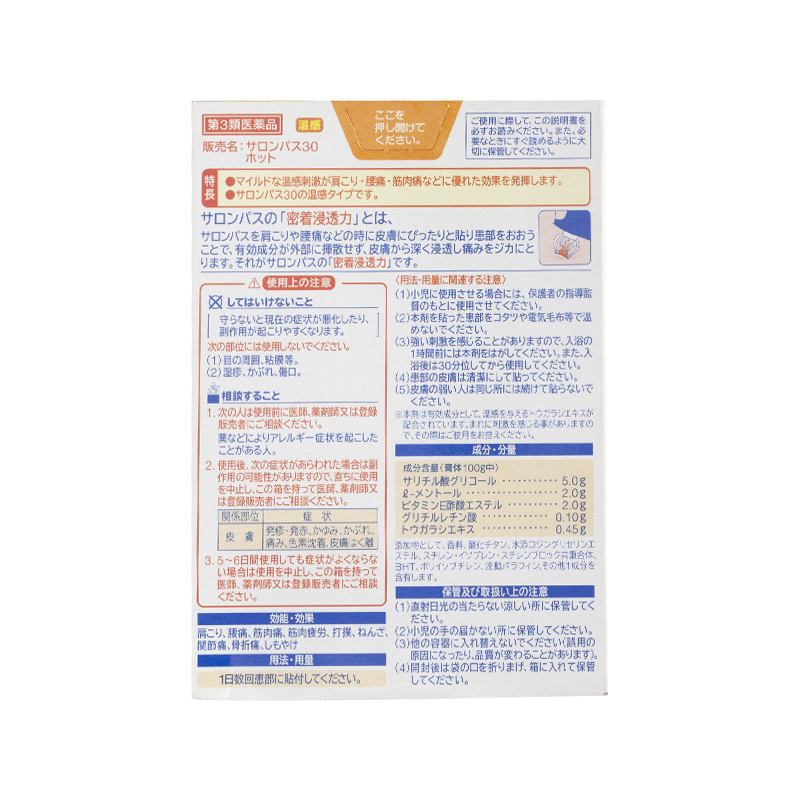 第3類医薬品
温感
販売名:サロンパス30
ホット
ここを
押し開けて
ください。
ご使用に際して、この説明書を
必ずお読みください。また、必
要なときにすぐ読めるように大
切に保管してください。
特長
●マイルドな温感刺激が肩こり・腰痛・筋肉痛などに優れた効果を発揮します。
●サロンパス30の温感タイプです。
サロンパスの「密着浸透力」とは、
サロンパスを肩こりや腰痛などの時に皮膚にぴったりと貼り患部をおおう
ことで、有効成分が外部に揮散せず、皮膚から深く浸透し痛みをジカにと
ります。それがサロンパスの「密着浸透力」です。
使用上の注意
してはいけないこと
守らないと現在の症状が悪化したり、
副作用が起こりやすくなります。
次の部位には使用しないでください。
(1)目の周囲、粘膜等。
(2)湿疹、かぶれ、傷口。
相談すること
1.次の人は使用前に医師、薬剤師又は登録
販売者にご相談ください。
薬などによりアレルギー症状を起こした
ことがある人。
2.使用後、次の症状があらわれた場合は副
作用の可能性がありますので、直ちに使用
を中止し、この箱を持って医師、薬剤師又
は登録販売者にご相談ください。
関係部位 症状
皮膚 発疹・発赤、かゆみ、かぶれ、
痛み、色素沈着、皮膚はく離
3.5〜6日間使用しても症状がよくならな
い場合は使用を中止し、この箱を持って
医師、薬剤師又は登録販売者にご相談
ください。
効能・効果
肩こり、腰痛、筋肉痛、筋肉疲労、打撲、ねんざ、
関節痛、骨折痛、しもやけ
用法・用量
1日数回患部に貼付してください。
〈用法・用量に関連する注意〉
(1)小児に使用させる場合には、保護者の指導監
督のもとに使用させてください。
(2)本剤を貼った患部をコタツや電気毛布等で温
めないでください。
(3)強い刺激を感じることがありますので、入浴の
1時間前には本剤をはがしてください。また、入
浴後は30分位してから使用してください。
(4)患部の皮膚は清潔にして貼ってください。
(5)皮膚の弱い人は同じ所には続けて貼らないで
ください。
※本剤は有効成分として、温感を与えるトウガラシエキスが
配合されています。まれに刺激を感じる事がありますので
、その際はご使用をお控えください。
成分・分量
成分含量(膏体100g中)
サリチル酸グリコール ………… 5.0g
ℓ-メントール ………… 2.0g
ビタミンE酢酸エステル ………… 2.0g
グリチルレチン酸 ………… 0.10g
トウガラシエキス ………… 0.45g
添加物として、香料、酸化チタン、水添ロジングリセリンエ
ステル、スチレン・イソプレン・スチレンブロック共重合体、
BHT、ポリイソブチレン、流動パラフィン、その他1成分を
含有します。
保管及び取扱い上の注意
(1)直射日光の当たらない涼しい所に保管してく
ださい。
(2)小児の手の届かない所に保管してください。
(3)他の容器に入れ替えないでください(誤用の
原因になったり、品質が変わることがあります)。
(4)開封後は袋の口を折りまげ、箱に入れて保管
してください。